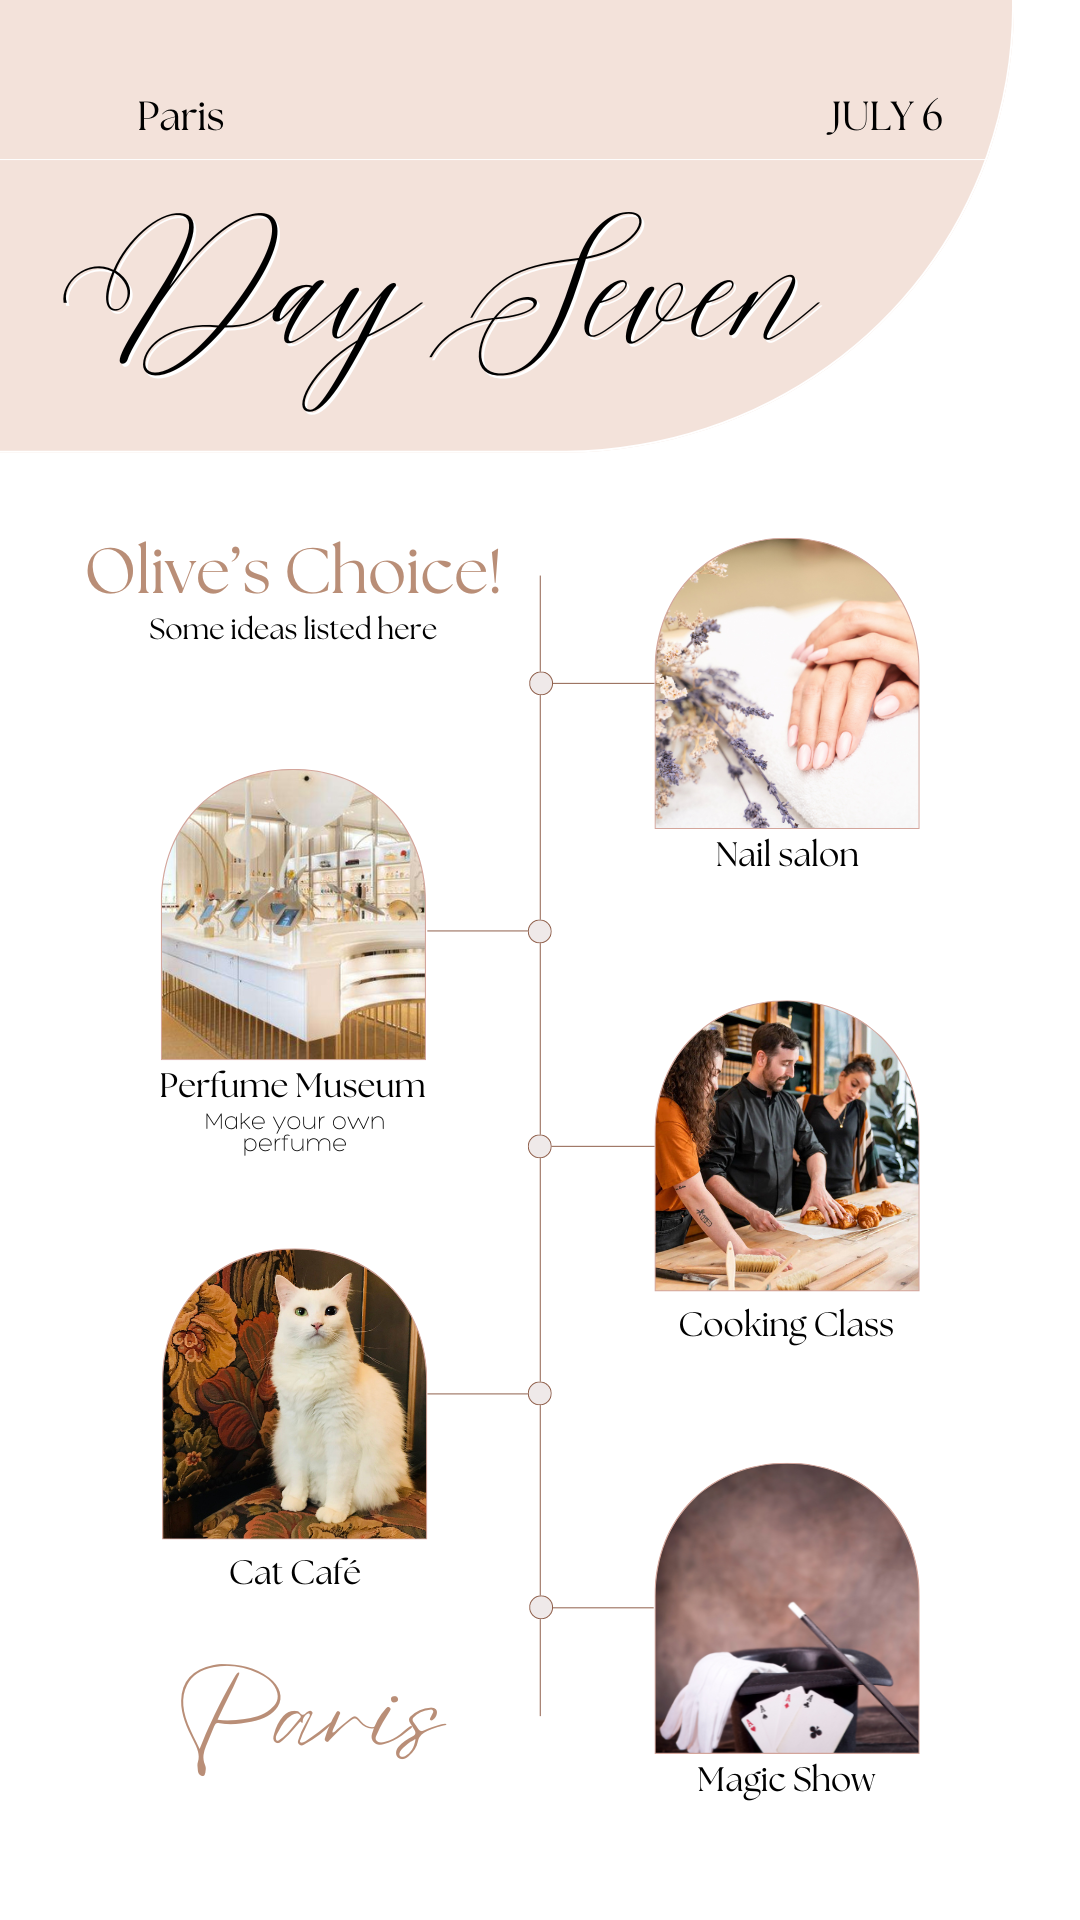 Paris
JULY 6
Day Seven
Olive's Choice!
Some ideas listed here
Nail salon
Perfume Museum
Make your own
perfume
Cooking Class
Cat Café
Magic Show
Paris